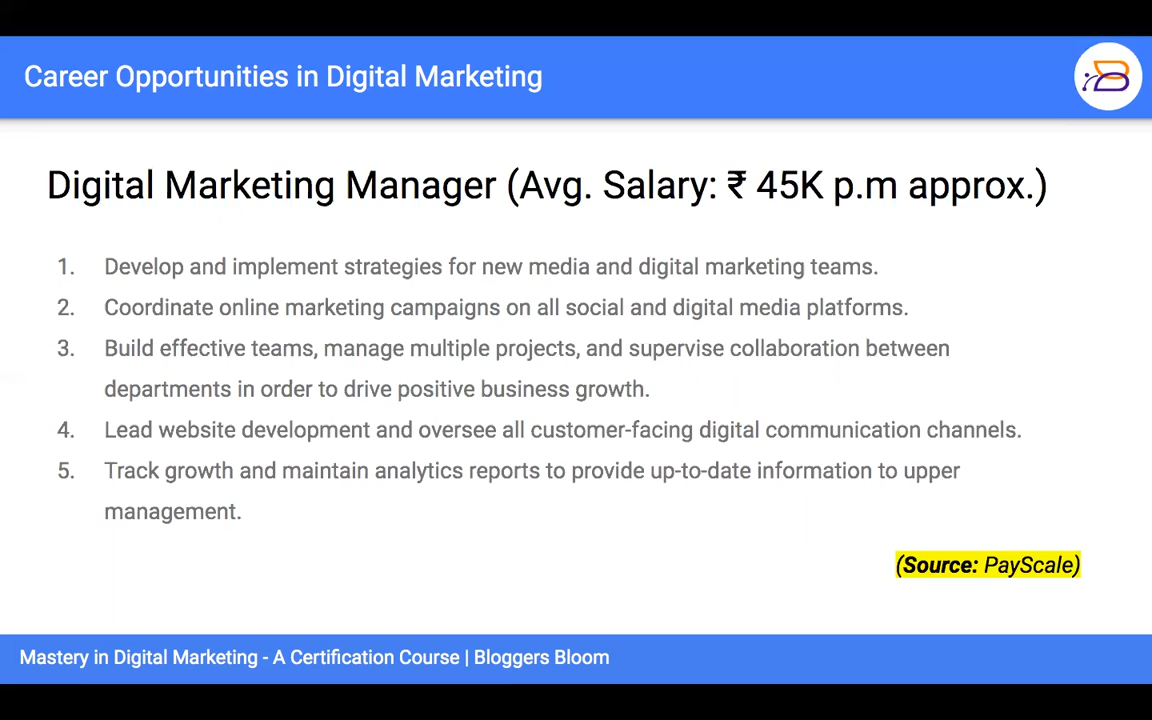 Career Opportunities in Digital Marketing
Digital Marketing Manager (Avg. Salary: ₹ 45K p.m approx.)
1. Develop and implement strategies for new media and digital marketing teams.
2. Coordinate online marketing campaigns on all social and digital media platforms.
3. Build effective teams, manage multiple projects, and supervise collaboration between
departments in order to drive positive business growth.
4. Lead website development and oversee all customer-facing digital communication channels.
5. Track growth and maintain analytics reports to provide up-to-date information to upper
management.
(Source: PayScale)
Mastery in Digital Marketing - A Certification Course | Bloggers Bloom